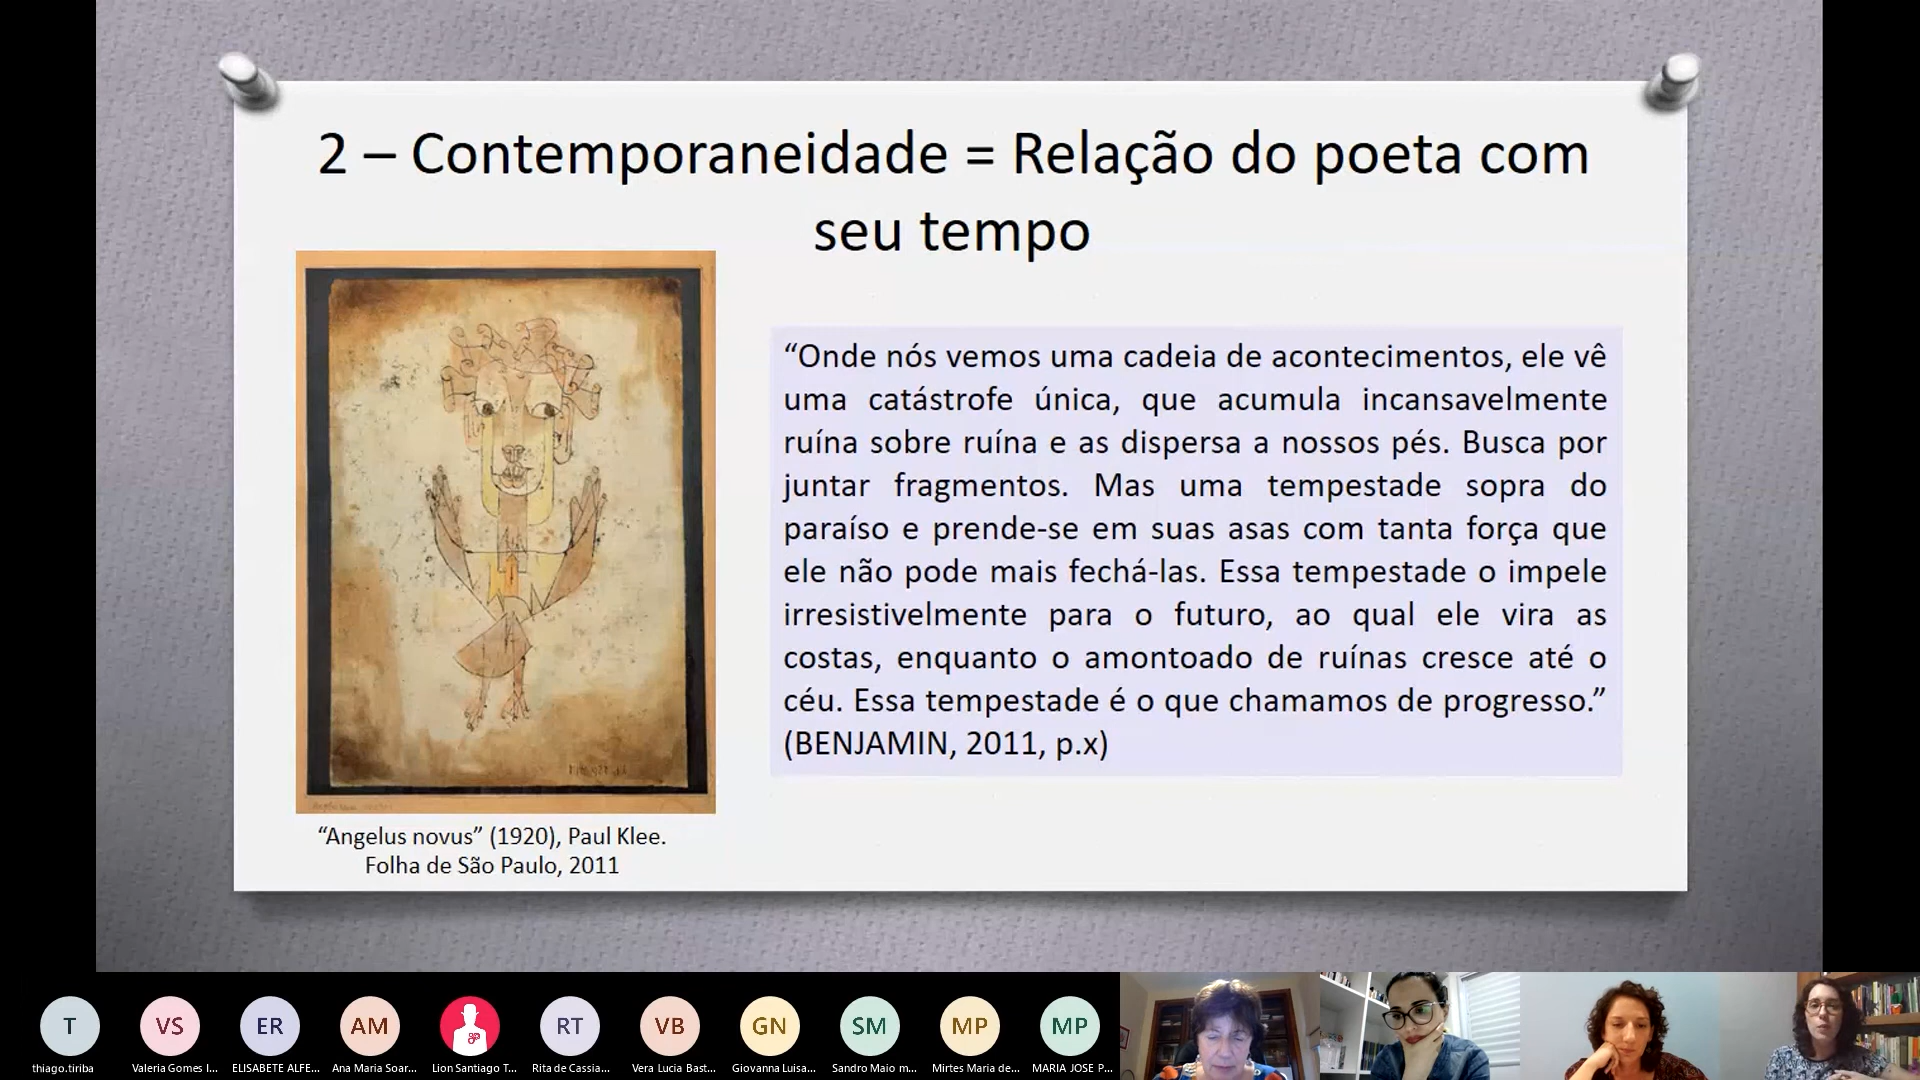 2 – Contemporaneidade = Relação do poeta com
seu tempo
“Onde nós vemos uma cadeia de acontecimentos, ele vê
uma catástrofe única, que acumula incansavelmente
ruína sobre ruína e as dispersa a nossos pés. Busca por
juntar fragmentos. Mas uma tempestade sopra do
paraíso e prende-se em suas asas com tanta força que
ele não pode mais fechá-las. Essa tempestade o impele
irresistivelmente para o futuro, ao qual ele vira as
costas, enquanto o amontoado de ruínas cresce até o
céu. Essa tempestade é o que chamamos de progresso.”
(BENJAMIN, 2011, p.x)
“Angelus novus” (1920), Paul Klee.
Folha de São Paulo, 2011
T
VS
ER
AM
RT
VB
GN
SM
MP
MP
thiago.tiriba
Valeria Gomes I...
ELISABETE ALFE...
Ana Maria Soar...
Lion Santiago T...
Rita de Cassia...
Vera Lucia Bast...
Giovanna Luisa...
Sandro Maio m...
Mirtes Maria de...
MARIA JOSE P...